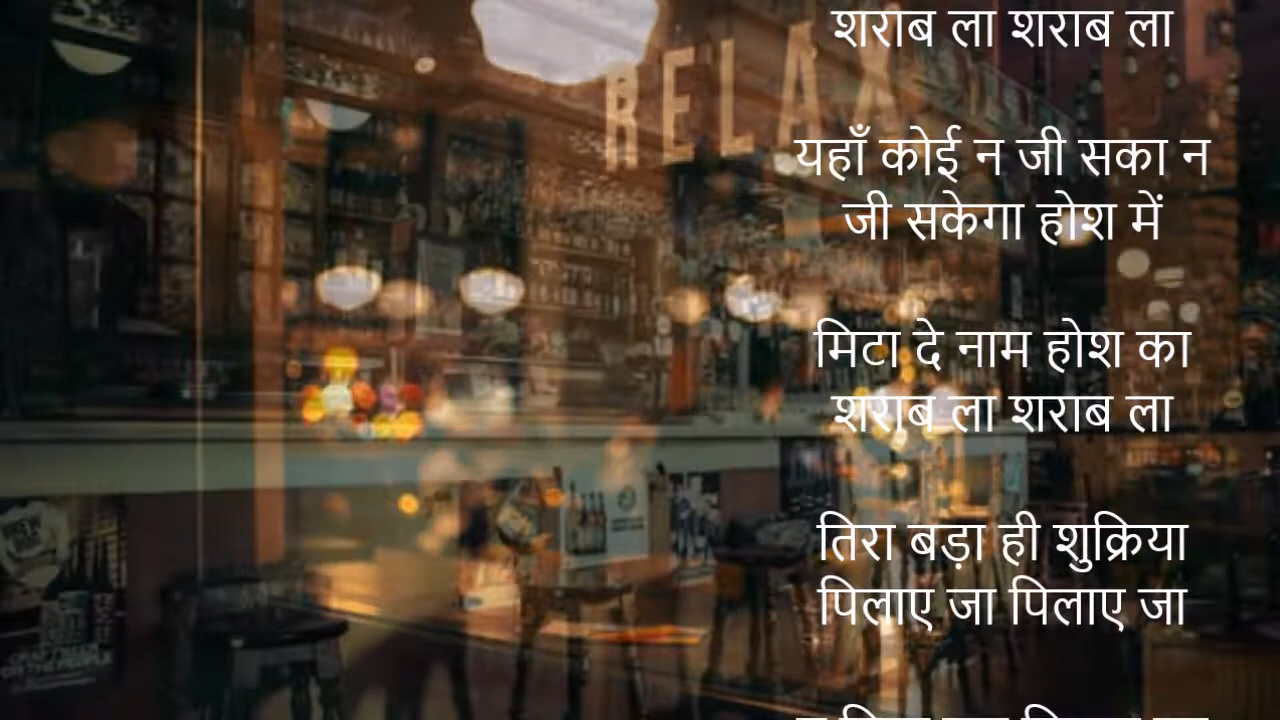 शराब ला शराब ला
RELAX
यहाँ कोई न जी सका न
जी सकेगा होश में
मिटा दे नाम होश का
शराब ला शराब ला
तिरा बड़ा ही शुक्रिया
पिलाए जा पिलाए जा